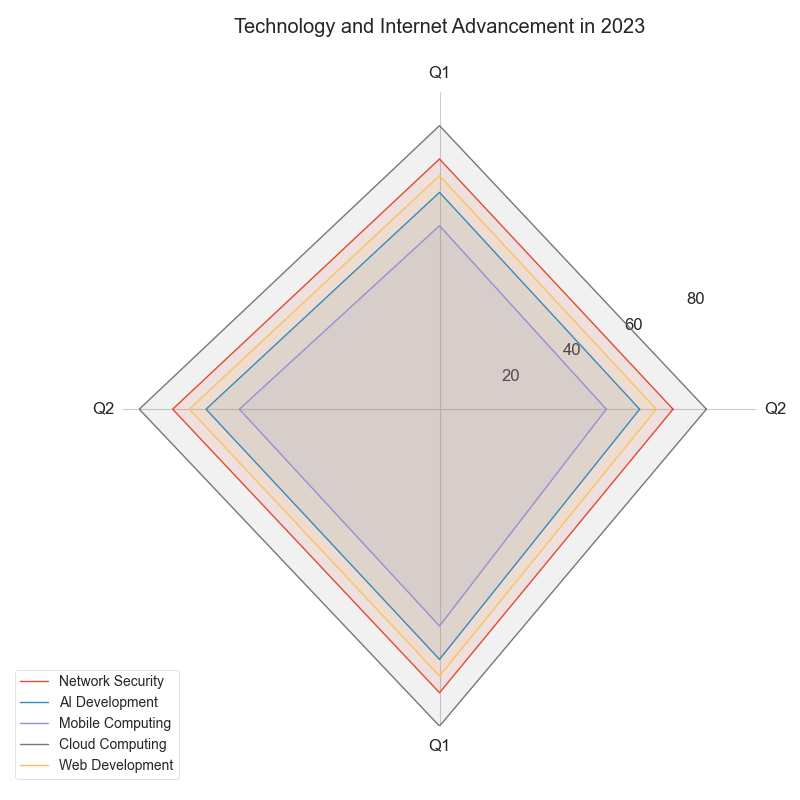 Technology and Internet Advancement in 2023
Q1
80
60
40
20
Q2
Q2
Q1
Network Security
AI Development
Mobile Computing
Cloud Computing
Web Development